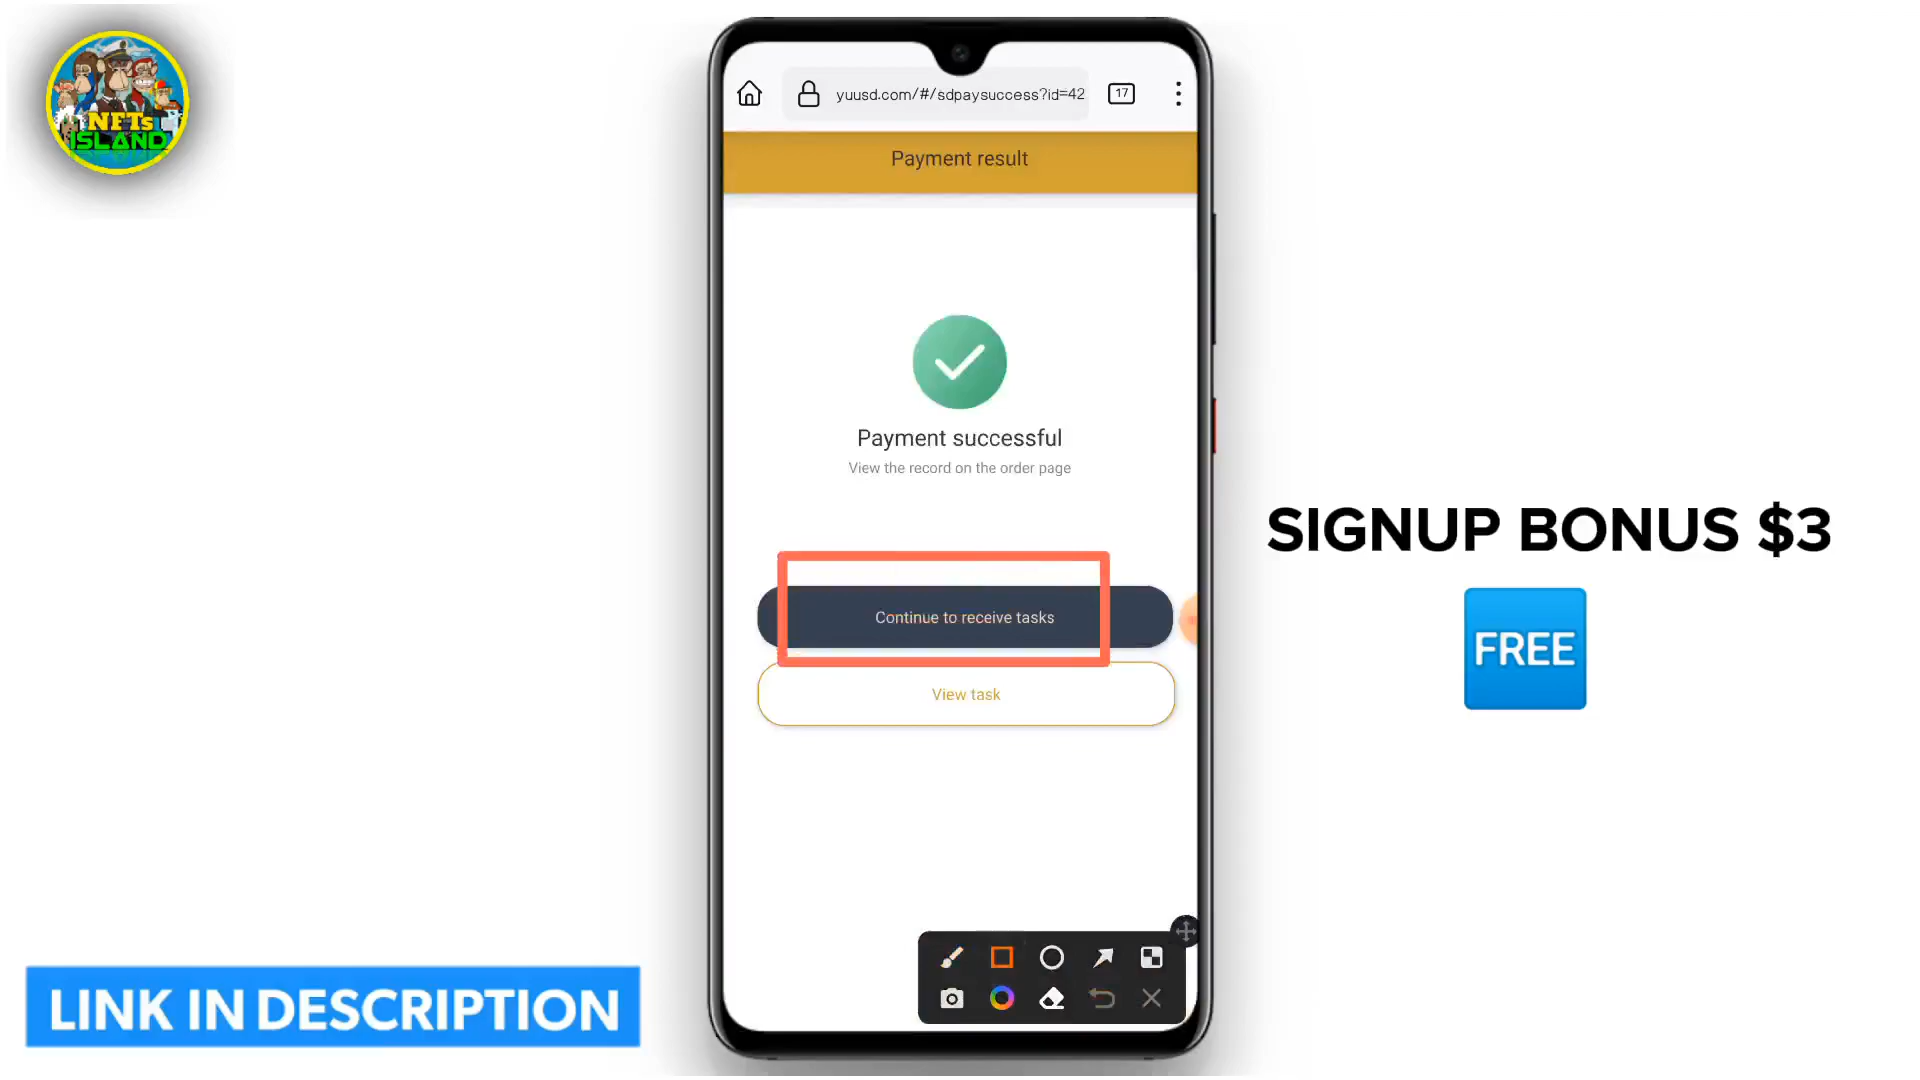 NFTs
ISLAND
yuusd.com/#/sdpaysuccess?id=42
17
Payment result
Payment successful
View the record on the order page
Continue to receive tasks
View task
SIGNUP BONUS $3
FREE
LINK IN DESCRIPTION